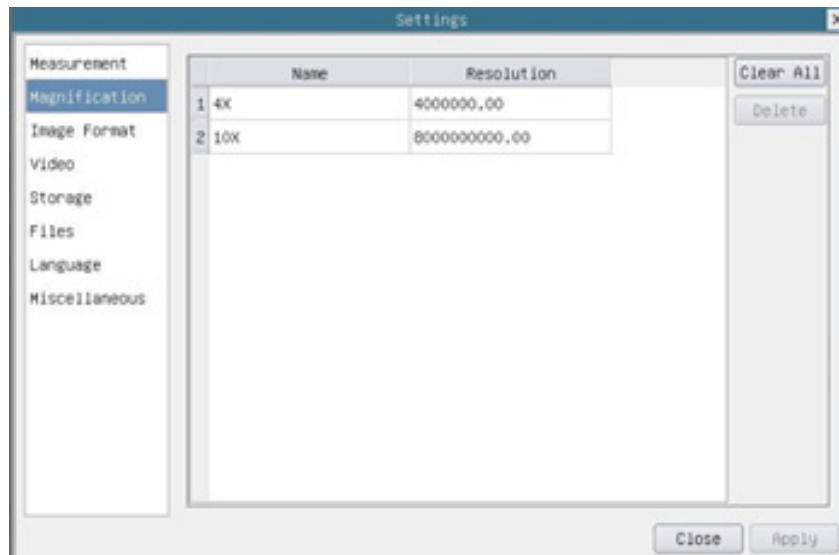 Settings
Measurement
Magnification
Image Format
Video
Storage
Files
Language
Miscellaneous
Name Resolution
1 4X 4000000.00
2 10X 8000000000.00
Clear All
Delete
Close Apply